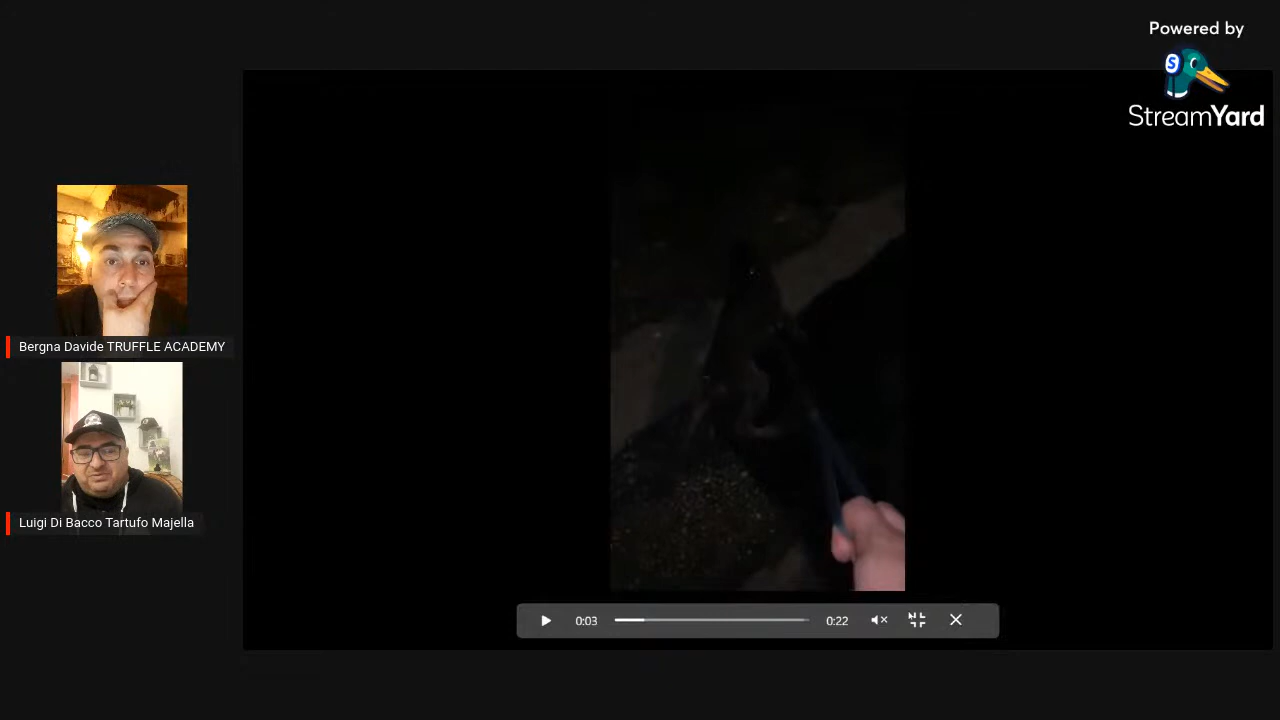 Powered by
S
StreamYard
Bergna Davide TRUFFLE ACADEMY
Luigi Di Bacco Tartufo Majella
0:03
0:22